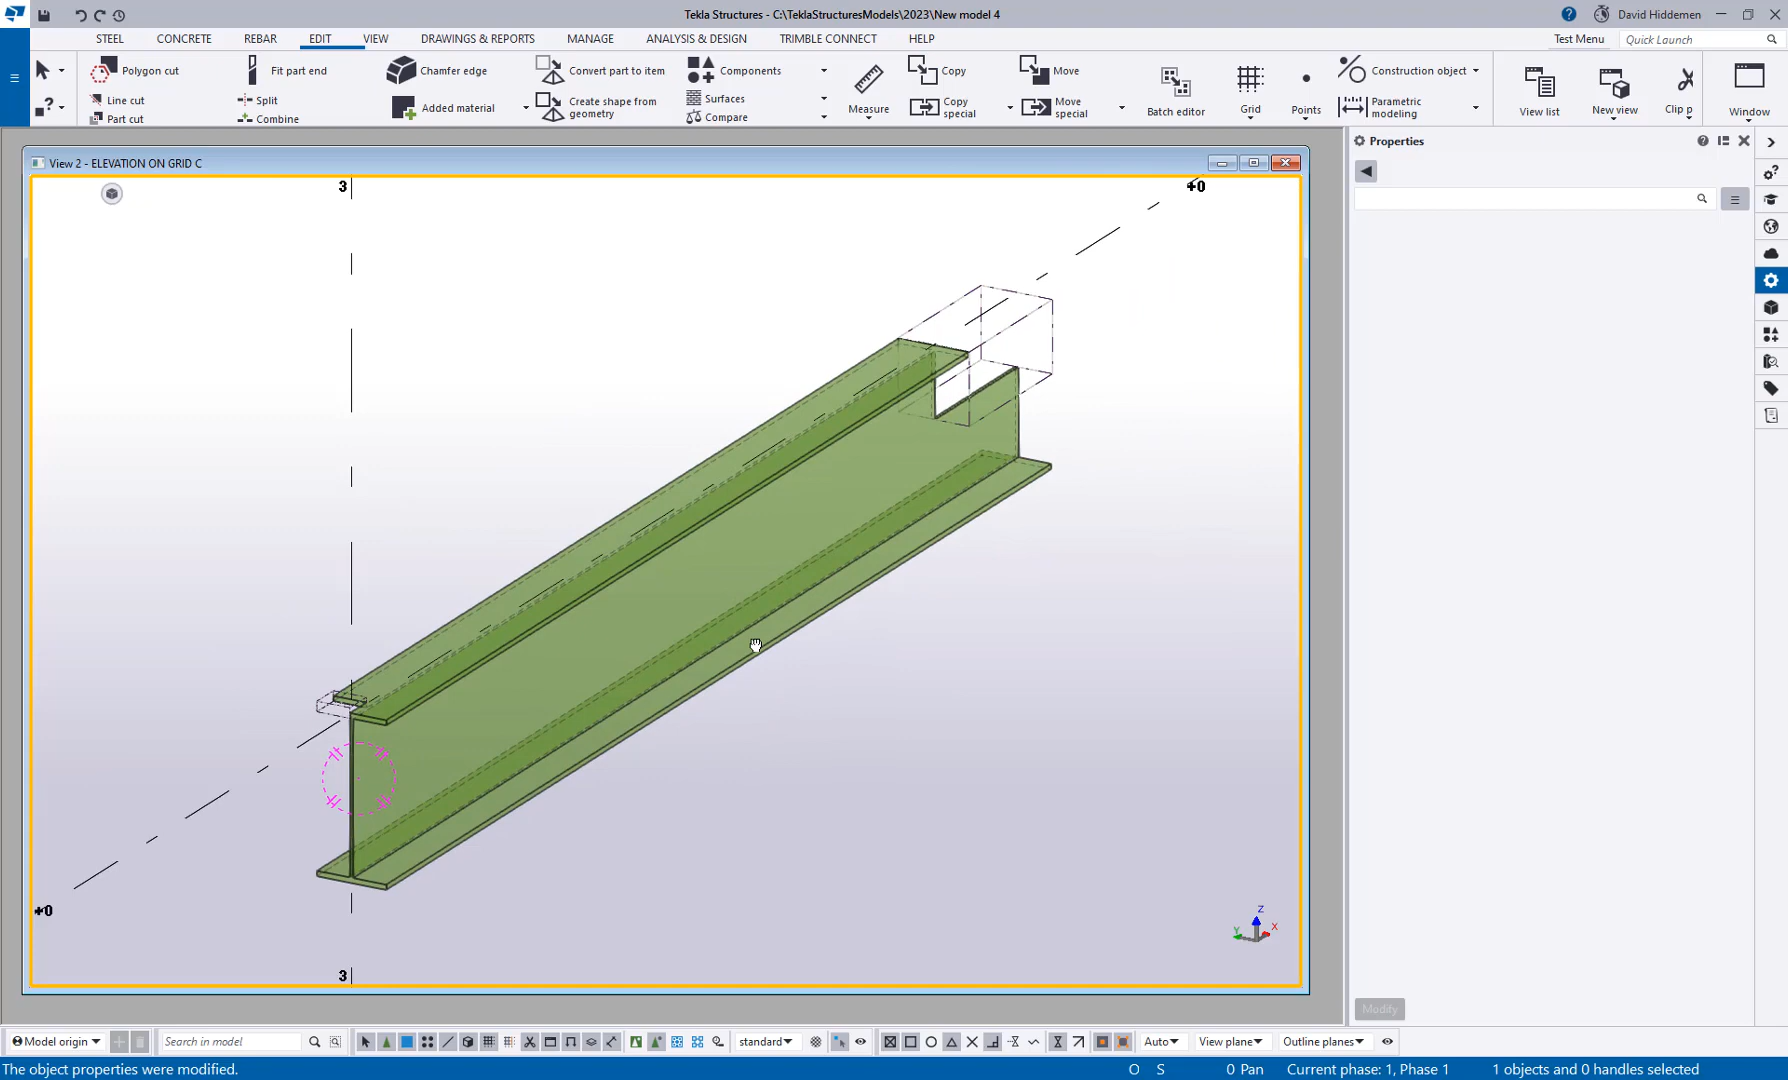 Tekla Structures - C:\TeklaStructuresModels\2023\New model 4
David Hiddemen
STEEL CONCRETE REBAR EDIT VIEW DRAWINGS & REPORTS MANAGE ANALYSIS & DESIGN TRIMBLE CONNECT HELP
Test Menu
Quick Launch
Polygon cut
Line cut
Part cut
Fit part end
Split
Combine
Chamfer edge
Added material
Convert part to item
Create shape from
geometry
Components
Surfaces
Compare
Measure
Copy
Copy
special
Move
Move
special
Batch editor
Grid
Points
Construction object
Parametric
modeling
View list
New view
Clip p
Window
View 2 - ELEVATION ON GRID C
Properties
3
+0
+0
3
Z
Y
X
Modify
Model origin
Search in model
standard
Auto
View plane
Outline planes
The object properties were modified.
O S 0 Pan Current phase: 1, Phase 1 1 objects and 0 handles selected